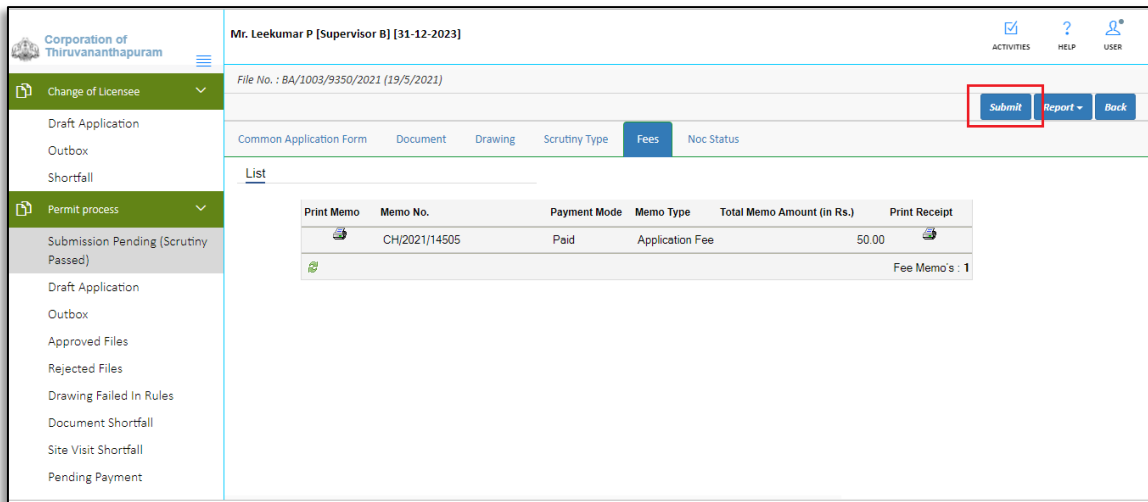 Corporation of
Thiruvananthapuram
Mr. Leekumar P [Supervisor B] [31-12-2023]
ACTIVITIES
?
HELP
USER
File No. : BA/1003/9350/2021 (19/5/2021)
Submit
Report
Back
Common Application Form
Document
Drawing
Scrutiny Type
Fees
Noc Status
Change of Licensee
Draft Application
Outbox
Shortfall
Permit process
Submission Pending (Scrutiny
Passed)
Draft Application
Outbox
Approved Files
Rejected Files
Drawing Failed In Rules
Document Shortfall
Site Visit Shortfall
Pending Payment
List
Print Memo Memo No. Payment Mode Memo Type Total Memo Amount (in Rs.) Print Receipt
CH/2021/14505 Paid Application Fee 50.00
Fee Memo's : 1